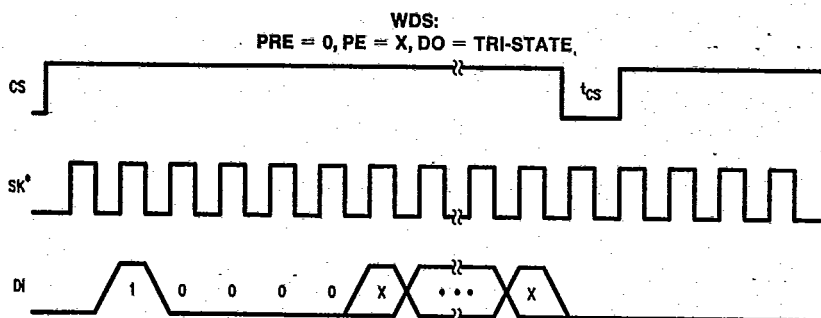 WDS:
PRE = 0, PE = X, DO = TRI-STATE
CS
tCS
SK*
DI 1 0 0 0 0 X • • • X